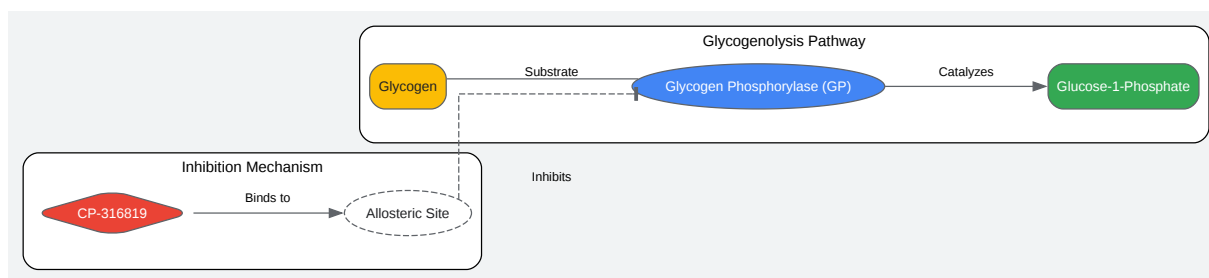 Glycogenolysis Pathway
Glycogen
Substrate
Glycogen Phosphorylase (GP)
Catalyzes
Glucose-1-Phosphate
Inhibition Mechanism
CP-316819
Binds to
Allosteric Site
Inhibits